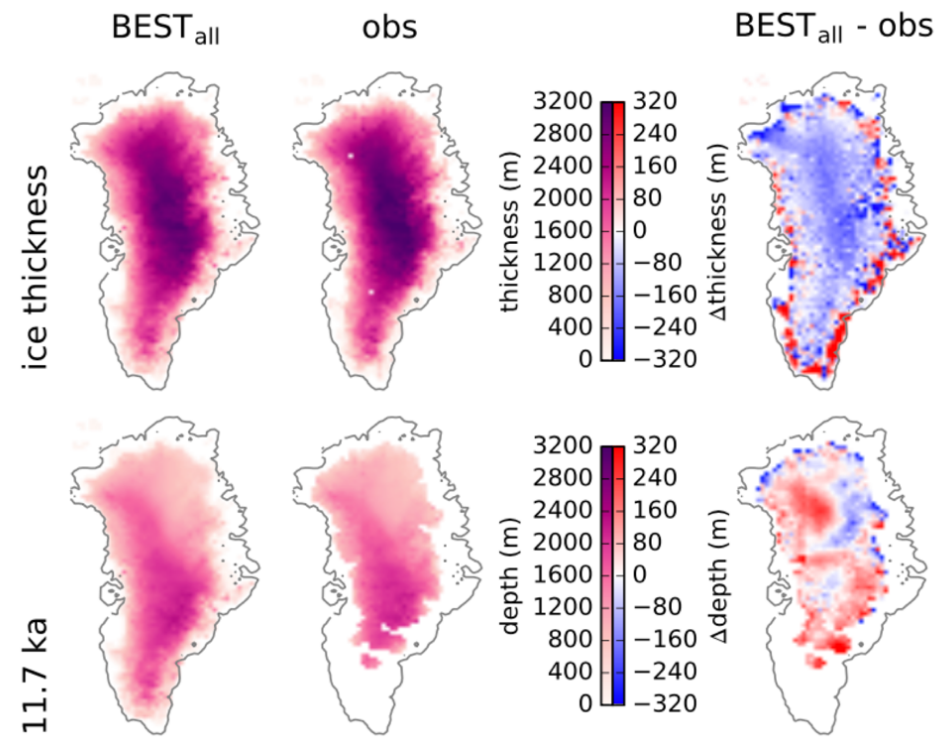 BEST_all obs BEST_all - obs
ice thickness
3200 320
2800 240
2400 160
2000 80
1600 0
1200 −80
800 −160
400 −240
0 −320
thickness (m)
Δthickness (m)
11.7 ka
3200 320
2800 240
2400 160
2000 80
1600 0
1200 −80
800 −160
400 −240
0 −320
depth (m)
Δdepth (m)